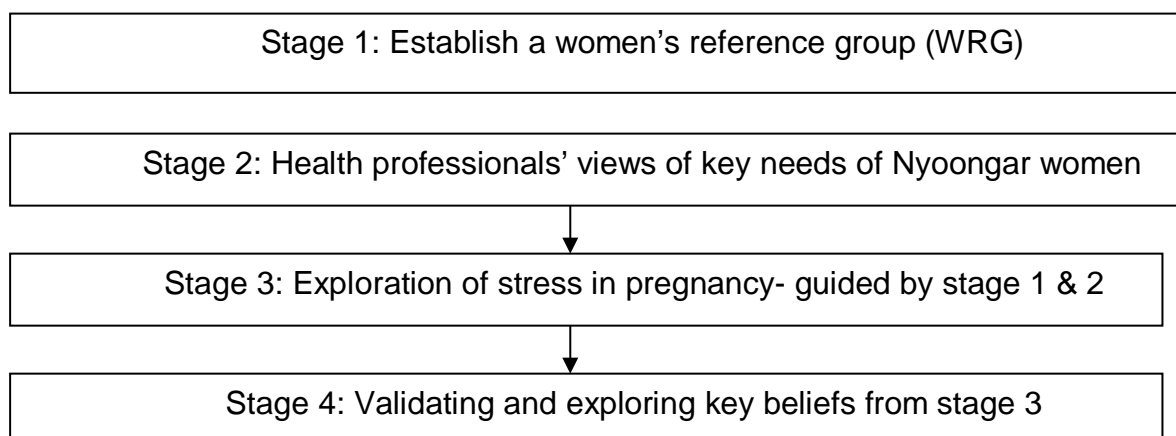 Stage 1: Establish a women’s reference group (WRG)
Stage 2: Health professionals’ views of key needs of Nyoongar women
Stage 3: Exploration of stress in pregnancy- guided by stage 1 & 2
Stage 4: Validating and exploring key beliefs from stage 3